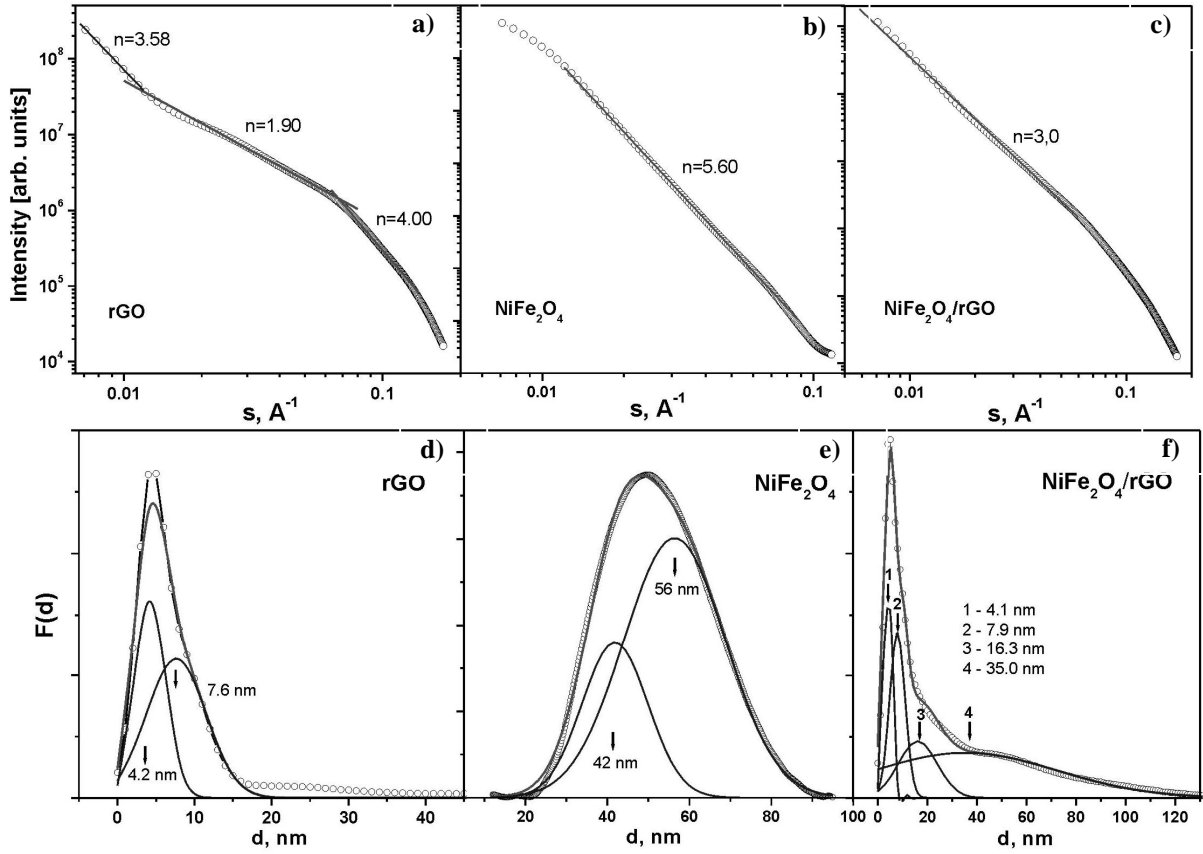 a)
b)
c)
Intensity [arb. units]
10^8
10^7
10^6
10^5
10^4
n=3.58
n=1.90
n=4.00
rGO
n=5.60
NiFe₂O₄
n=3,0
NiFe₂O₄/rGO
0.01 0.1
0.01 0.1
0.01 0.1
s, A⁻¹
s, A⁻¹
s, A⁻¹
d)
rGO
e)
NiFe₂O₄
f)
NiFe₂O₄/rGO
F(d)
7.6 nm
4.2 nm
56 nm
42 nm
1
2
3
4
1 - 4.1 nm
2 - 7.9 nm
3 - 16.3 nm
4 - 35.0 nm
0 10 20 30 40
20 40 60 80 100
0 20 40 60 80 100 120
d, nm
d, nm
d, nm